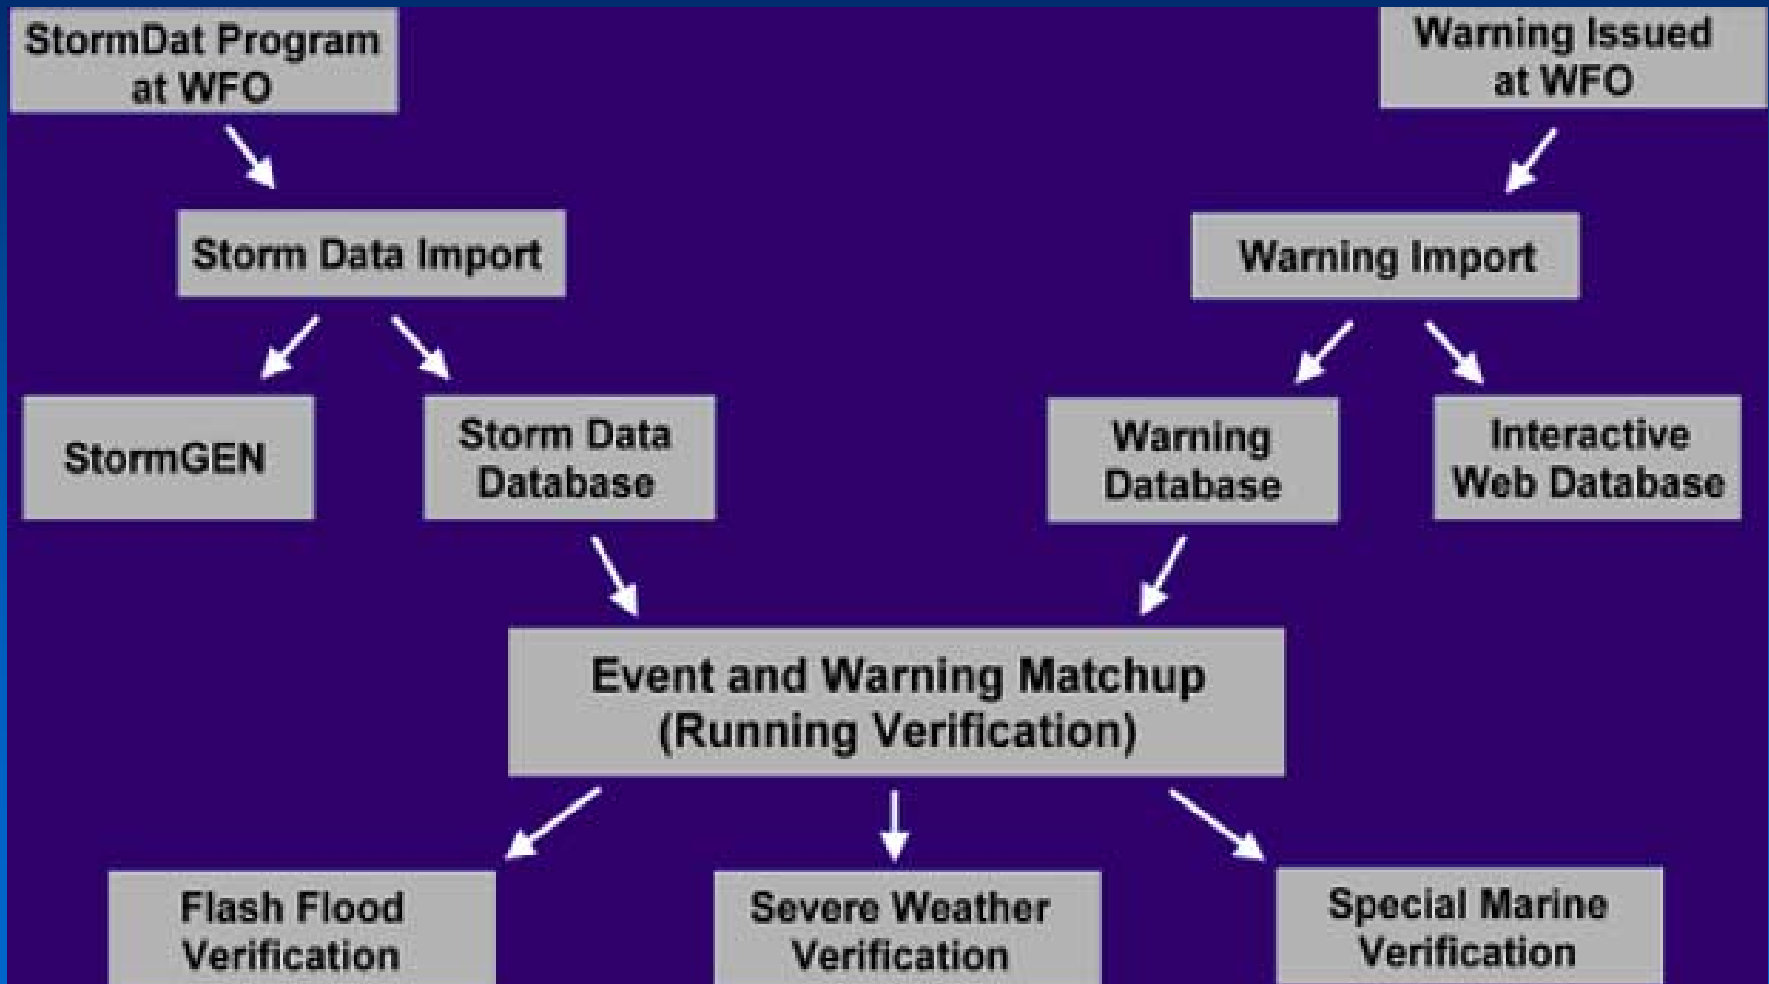 StormDat Program
at WFO
Warning Issued
at WFO
Storm Data Import
Warning Import
StormGEN
Storm Data
Database
Warning
Database
Interactive
Web Database
Event and Warning Matchup
(Running Verification)
Flash Flood
Verification
Severe Weather
Verification
Special Marine
Verification